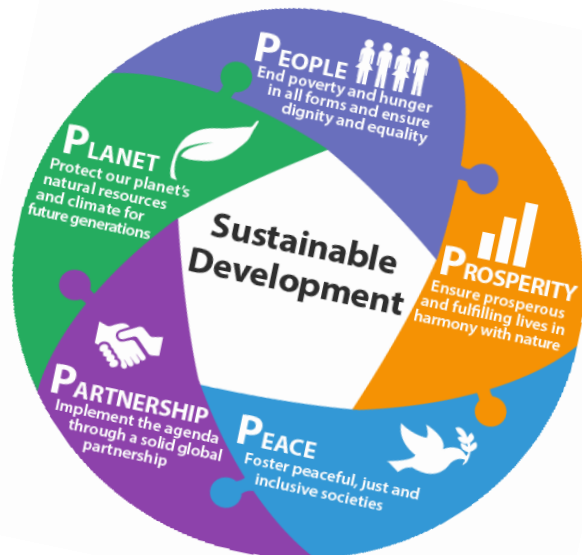 PEOPLE
End poverty and hunger
in all forms and ensure
dignity and equality
PLANET
Protect our planet's
natural resources
and climate for
future generations
Sustainable
Development
PROSPERITY
Ensure prosperous
and fulfilling lives in
harmony with nature
PARTNERSHIP
Implement the agenda
through a solid global
partnership
PEACE
Foster peaceful, just and
inclusive societies